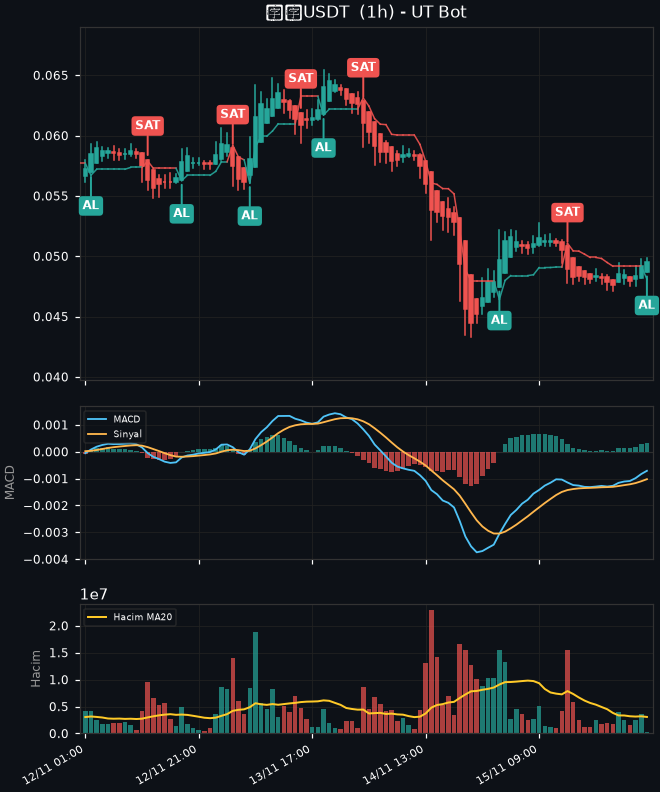 USDT (1h) - UT Bot
0.065
0.060
0.055
0.050
0.045
0.040
SAT
SAT
SAT
SAT
SAT
AL
AL
AL
AL
AL
AL
MACD
Sinyal
MACD
0.001
0.000
−0.001
−0.002
−0.003
−0.004
1e7
Hacim MA20
Hacim
2.0
1.5
1.0
0.5
0.0
12/11 01:00
12/11 21:00
13/11 17:00
14/11 13:00
15/11 09:00